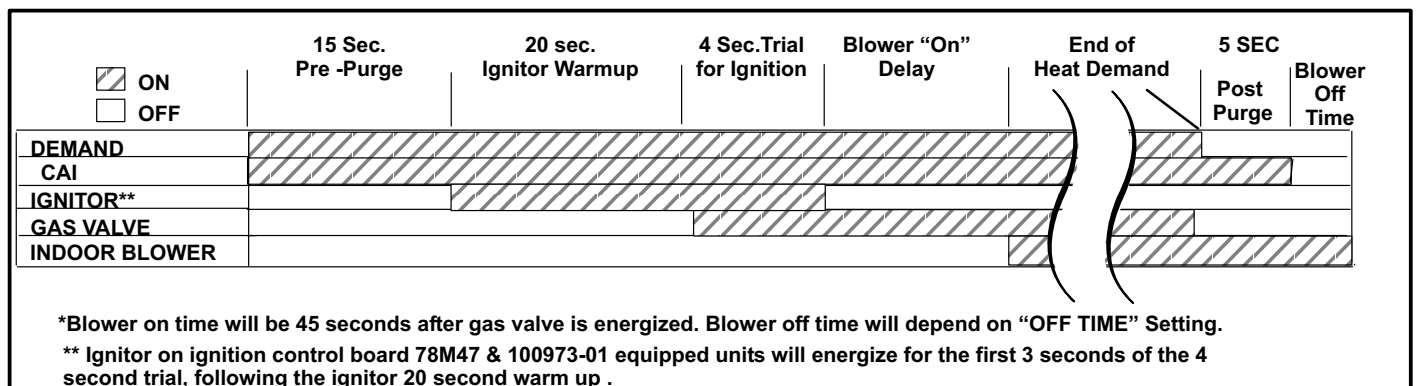 15 Sec.
Pre -Purge
20 sec.
Ignitor Warmup
4 Sec.Trial
for Ignition
Blower “On”
Delay
End of
Heat Demand
5 SEC
Post
Purge
Blower
Off
Time
ON
OFF
DEMAND
CAI
IGNITOR**
GAS VALVE
INDOOR BLOWER
*Blower on time will be 45 seconds after gas valve is energized. Blower off time will depend on “OFF TIME” Setting.
** Ignitor on ignition control board 78M47 & 100973-01 equipped units will energize for the first 3 seconds of the 4
second trial, following the ignitor 20 second warm up .